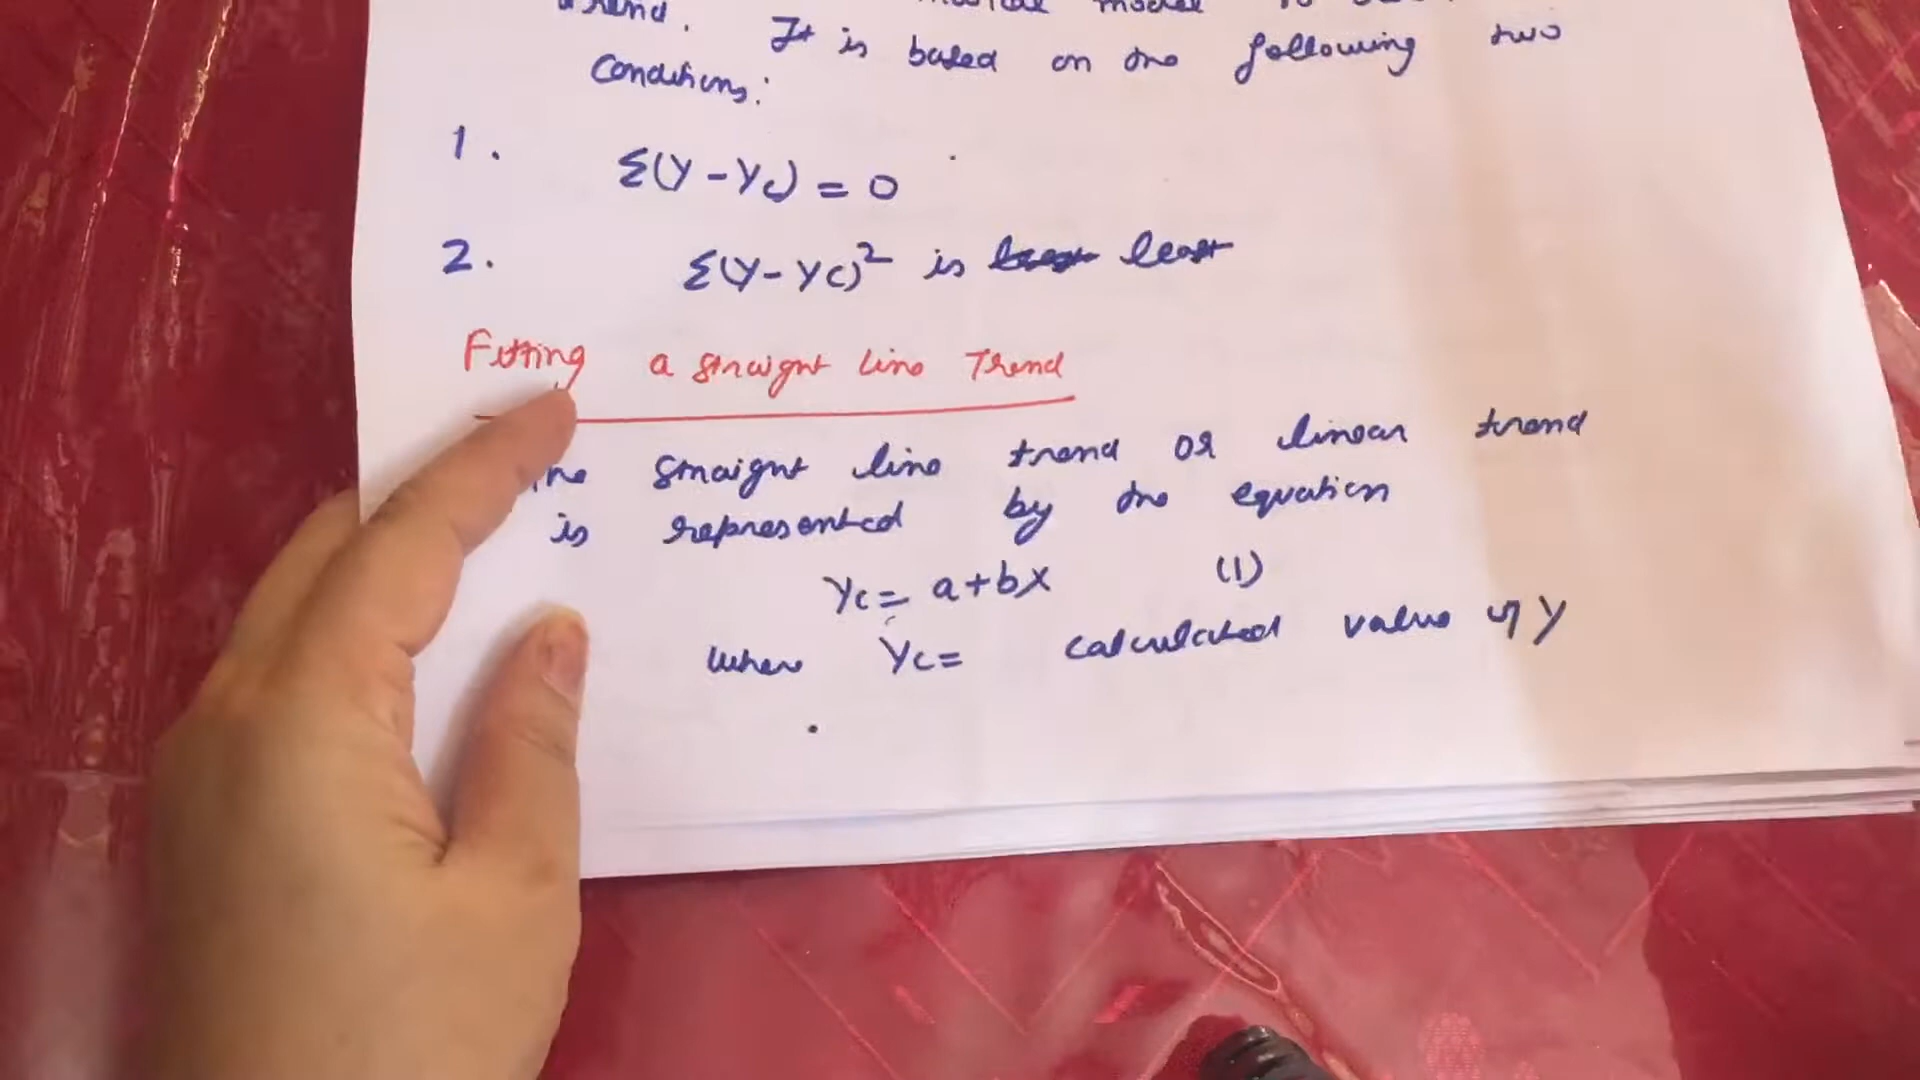 trend. model
It is based on the following two
Conditions:
1. Σ(Y-Yc) = 0
2. Σ(Y-Yc)² is least
Fitting a straight line Trend
The straight line trend or linear trend
is represented by the equation
Yc = a+bX (1)
where Yc = calculated value of Y